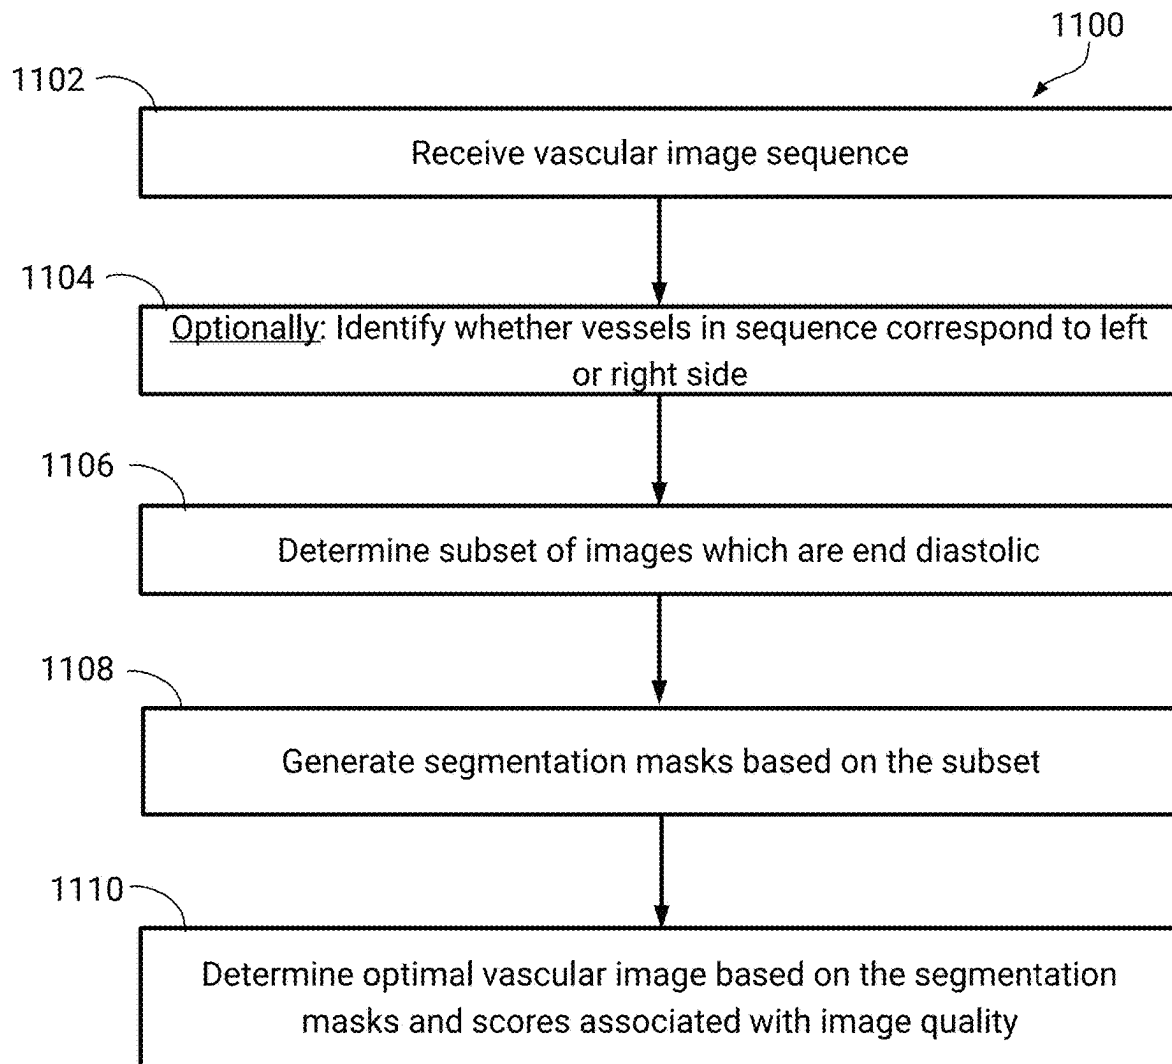 1100
1102
Receive vascular image sequence
1104
Optionally: Identify whether vessels in sequence correspond to left
or right side
1106
Determine subset of images which are end diastolic
1108
Generate segmentation masks based on the subset
1110
Determine optimal vascular image based on the segmentation
masks and scores associated with image quality